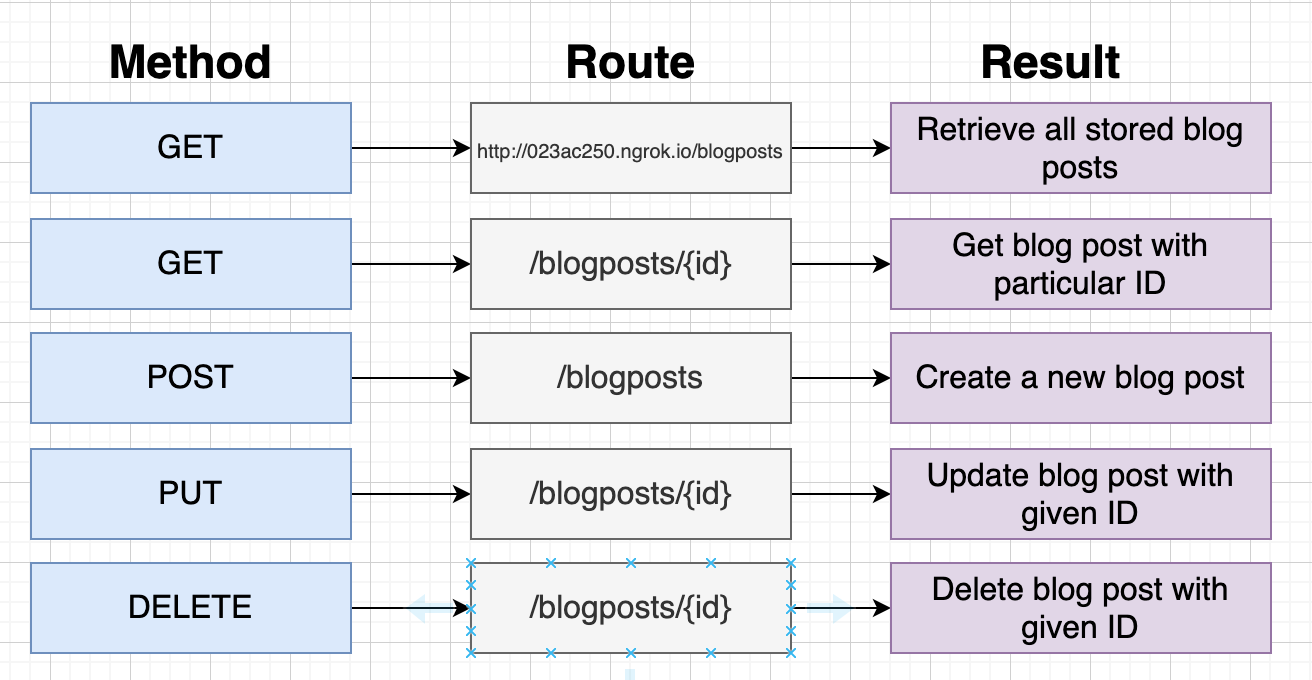 Method Route Result
GET http://023ac250.ngrok.io/blogposts Retrieve all stored blog
posts
GET /blogposts/{id} Get blog post with
particular ID
POST /blogposts Create a new blog post
PUT /blogposts/{id} Update blog post with
given ID
DELETE /blogposts/{id} Delete blog post with
given ID